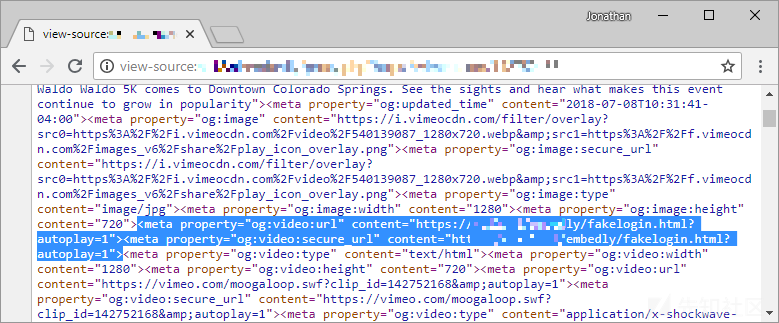 Jonathan
view-source:
view-source:
Waldo Waldo 5K comes to Downtown Colorado Springs. See the sights and hear what makes this event
continue to grow in popularity"><meta property="og:updated_time" content="2018-07-08T10:31:41-
04:00"><meta property="og:image" content="https://i.vimeocdn.com/filter/overlay?
src0=https%3A%2F%2Fi.vimeocdn.com%2Fvideo%2F540139087_1280x720.webp&amp;src1=https%3A%2F%2Ff.vimeocd
n.com%2Fimages_v6%2Fshare%2Fplay_icon_overlay.png"><meta property="og:image:secure_url"
content="https://i.vimeocdn.com/filter/overlay?
src0=https%3A%2F%2Fi.vimeocdn.com%2Fvideo%2F540139087_1280x720.webp&amp;src1=https%3A%2F%2Ff.vimeocd
n.com%2Fimages_v6%2Fshare%2Fplay_icon_overlay.png"><meta property="og:image:type"
content="image/jpg"><meta property="og:image:width" content="1280"><meta property="og:image:height"
content="720"><meta property="og:video:url" content="https:/ ly/fakelogin.html?
autoplay=1"><meta property="og:video:secure_url" content="htt embedly/fakelogin.html?
autoplay=1"><meta property="og:video:type" content="text/html"><meta property="og:video:width"
content="1280"><meta property="og:video:height" content="720"><meta property="og:video:url"
content="https://vimeo.com/moogaloop.swf?clip_id=142752168&amp;autoplay=1"><meta
property="og:video:secure_url" content="https://vimeo.com/moogaloop.swf?
clip_id=142752168&amp;autoplay=1"><meta property="og:video:type" content="application/x-shockwave-